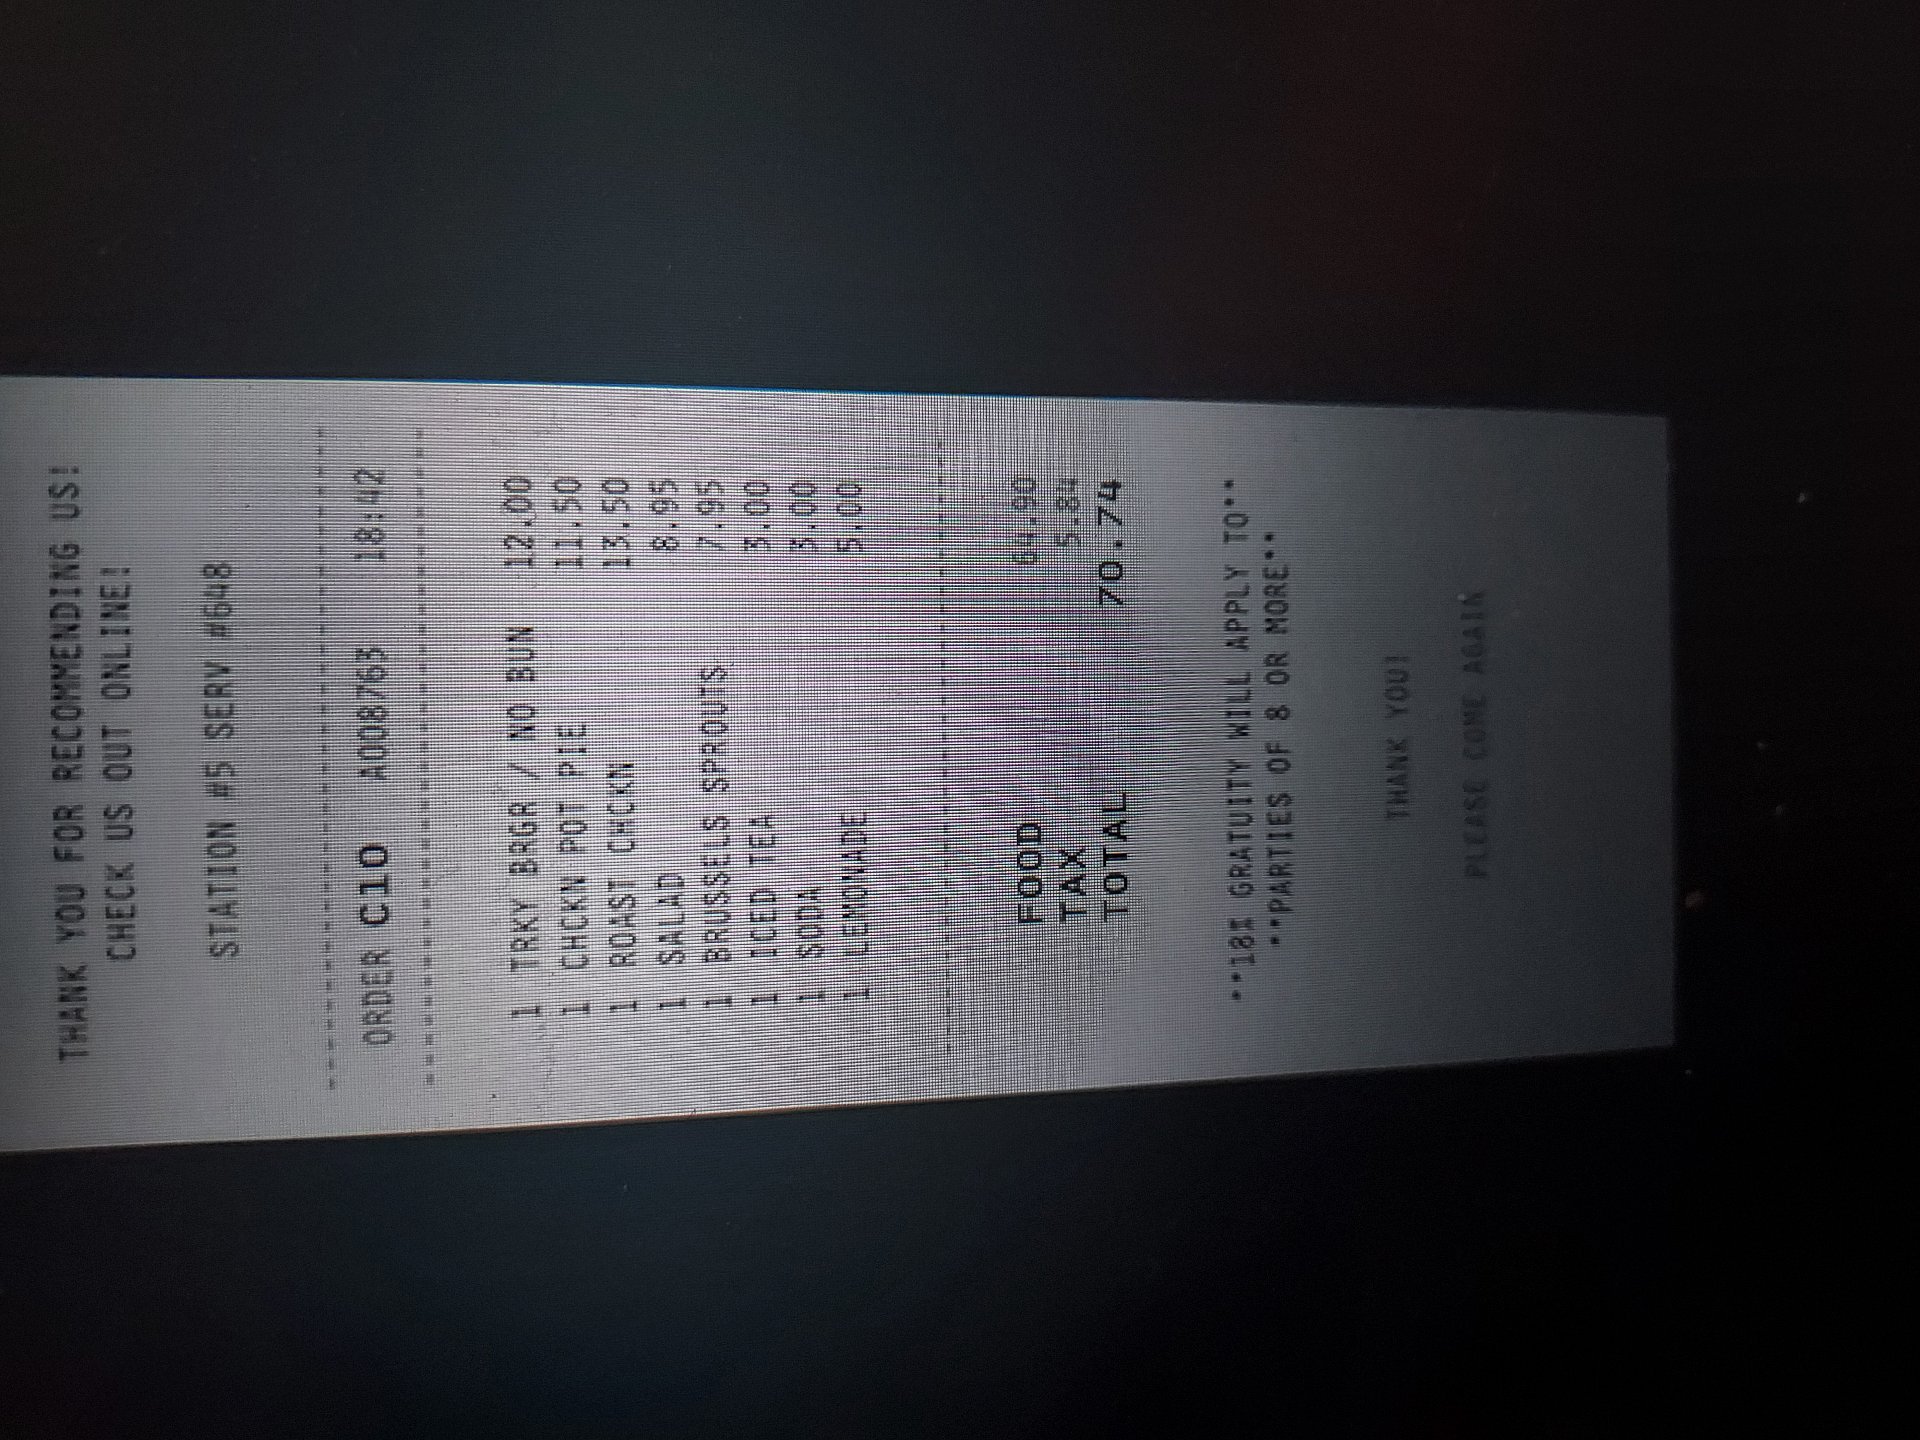 THANK YOU FOR RECOMMENDING US!
CHECK US OUT ONLINE!
STATION #5 SERV #648
ORDER C10 A008763 18:42
1 TRKY BRGR / NO BUN 12.00
1 CHCKN POT PIE 11.50
1 ROAST CHCKN 13.50
1 SALAD 8.95
1 BRUSSELS SPROUTS 7.95
1 ICED TEA 3.00
1 SODA 3.00
1 LEMONADE 5.00
FOOD 64.90
TAX 5.84
TOTAL 70.74
**18% GRATUITY WILL APPLY TO**
**PARTIES OF 8 OR MORE**
THANK YOU!
PLEASE COME AGAIN